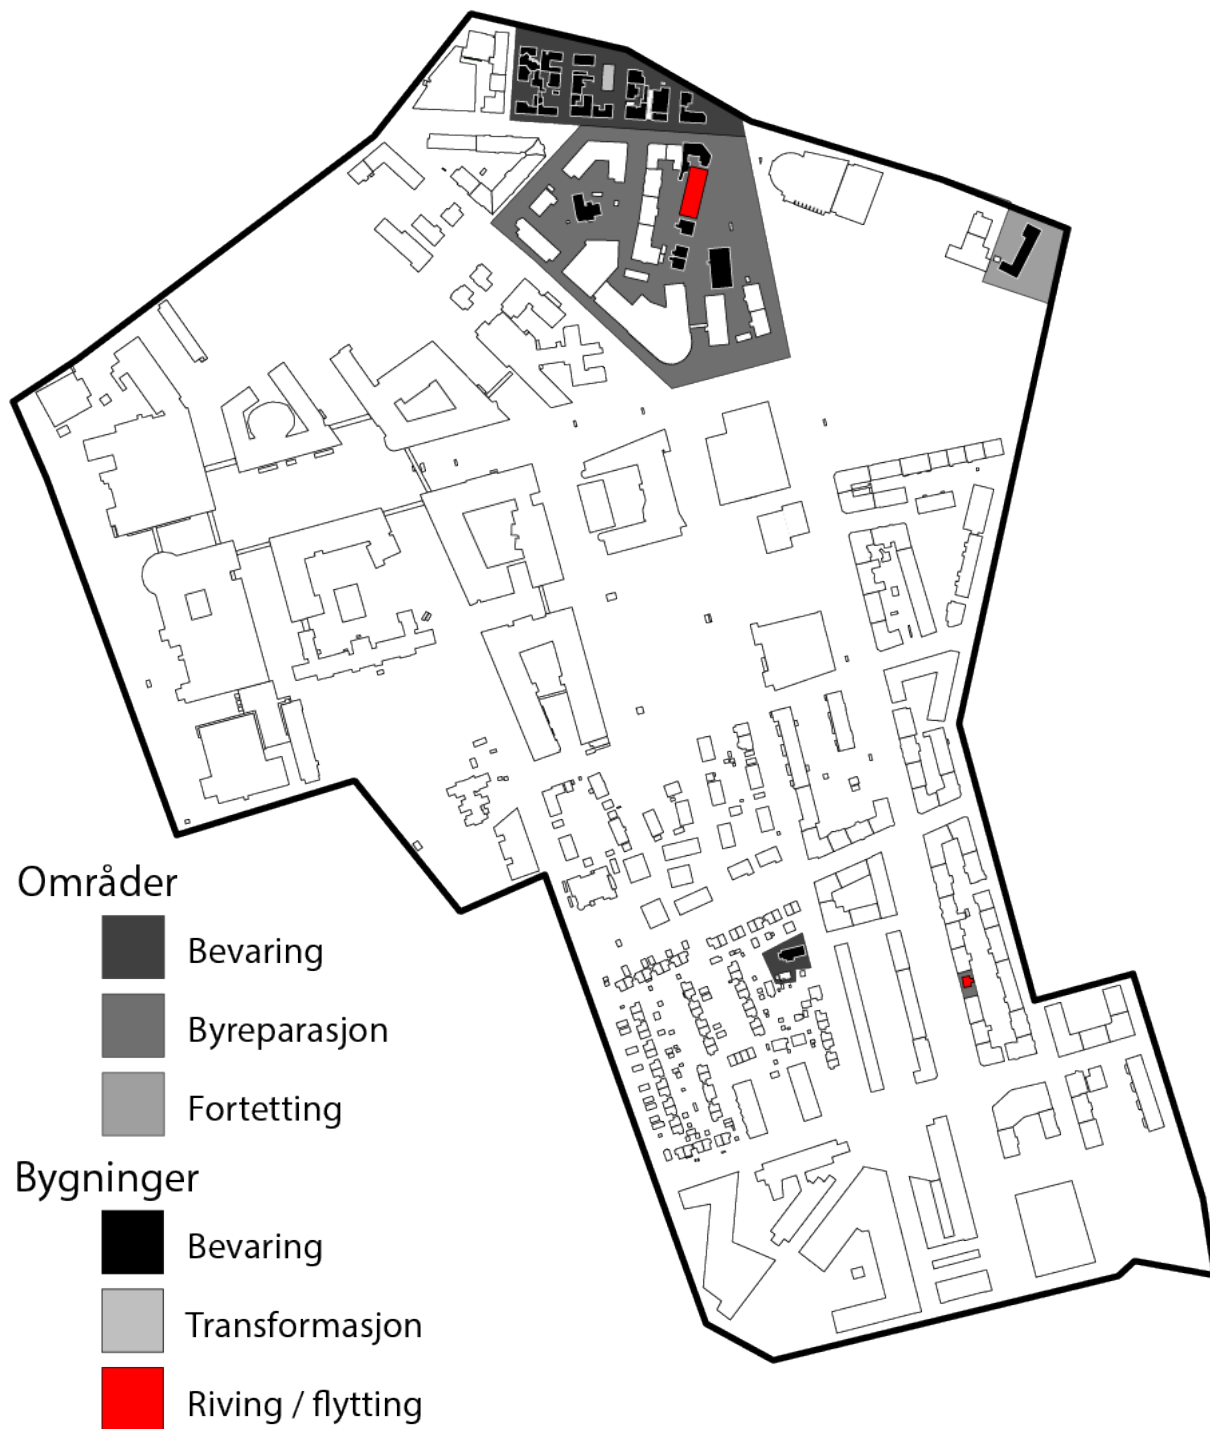 Områder
Bevaring
Byreparasjon
Fortetting
Bygninger
Bevaring
Transformasjon
Riving / flytting